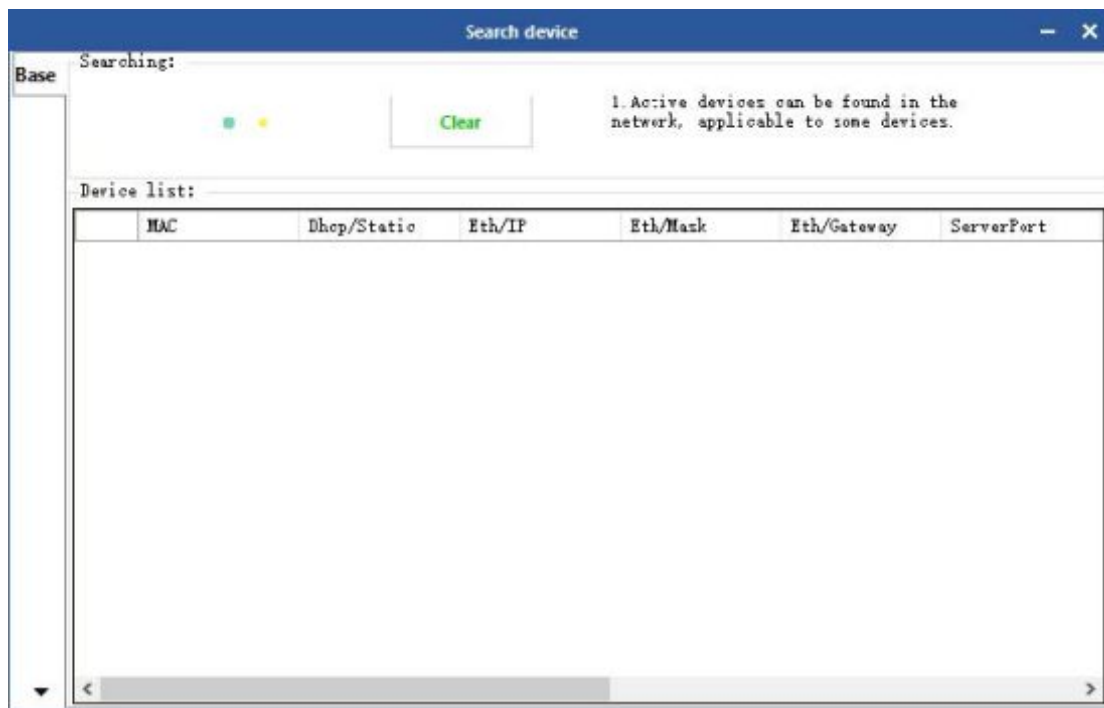 Search device
Base
Searching:
Clear
1.Active devices can be found in the
network, applicable to some devices.
Device list:
MAC Dhcp/Static Eth/IP Eth/Mask Eth/Gateway ServerPort